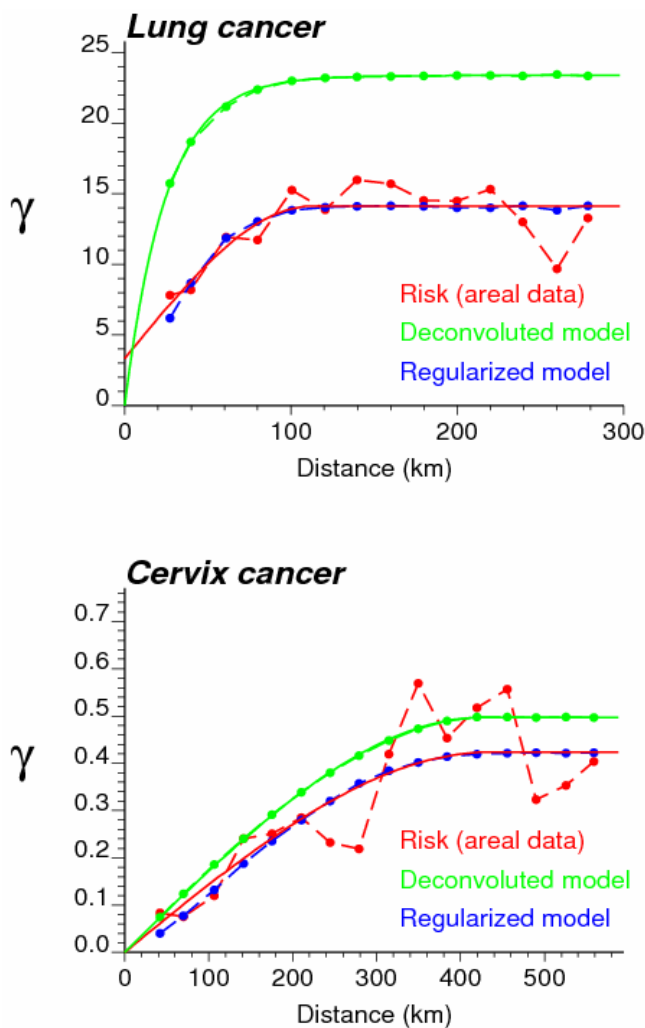 Lung cancer
25
20
15
10
5
0
γ
Risk (areal data)
Deconvoluted model
Regularized model
0 100 200 300
Distance (km)
Cervix cancer
0.7
0.6
0.5
0.4
0.3
0.2
0.1
0.0
γ
Risk (areal data)
Deconvoluted model
Regularized model
0 100 200 300 400 500
Distance (km)